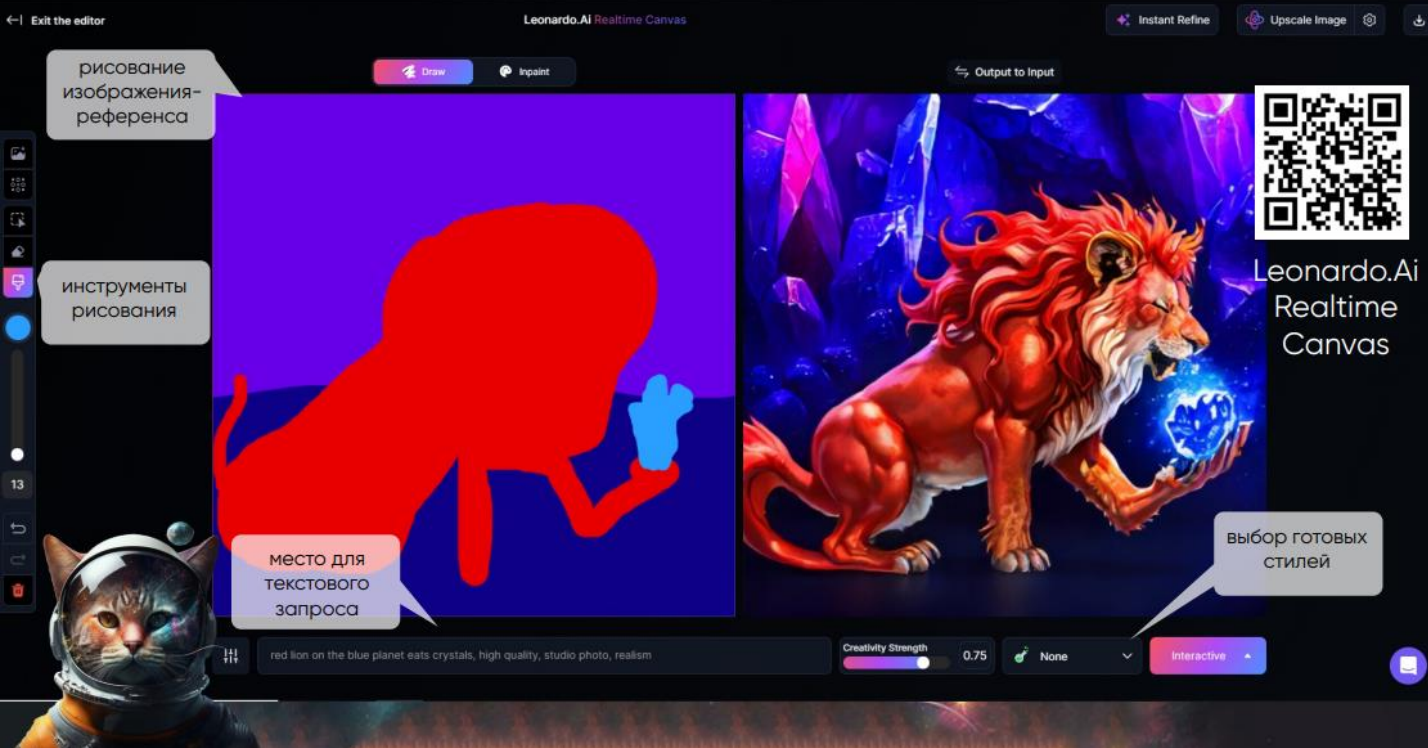 Exit the editor
Leonardo.Ai Realtime Canvas
Instant Refine
Upscale Image
рисование
изображения-
референса
Draw
Inpaint
Output to Input
инструменты
рисования
Leonardo.Ai
Realtime
Canvas
13
место для
текстового
запроса
выбор готовых
стилей
red lion on the blue planet eats crystals, high quality, studio photo, realism
Creativity Strength
0.75
None
Interactive